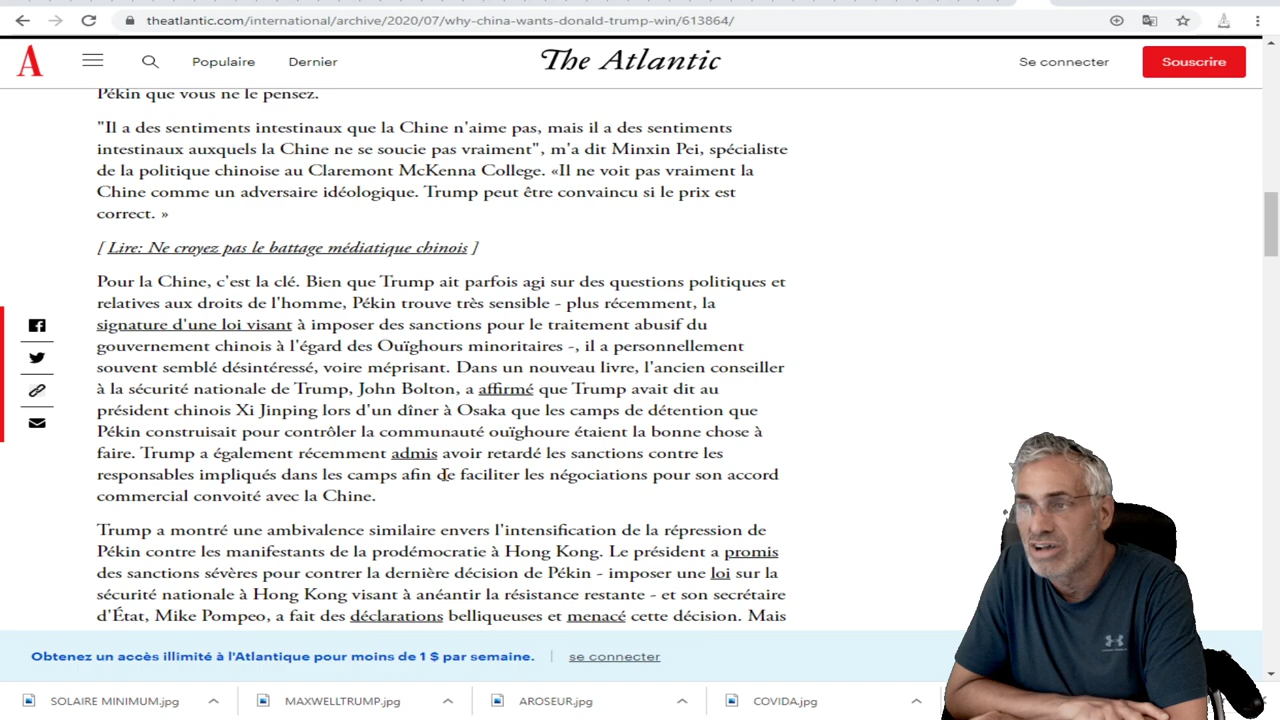 theatlantic.com/international/archive/2020/07/why-china-wants-donald-trump-win/613864/
A
Populaire
Dernier
The Atlantic
Se connecter
Souscrire
Pékin que vous ne le pensez.
"Il a des sentiments intestinaux que la Chine n'aime pas, mais il a des sentiments
intestinaux auxquels la Chine ne se soucie pas vraiment", m'a dit Minxin Pei, spécialiste
de la politique chinoise au Claremont McKenna College. «Il ne voit pas vraiment la
Chine comme un adversaire idéologique. Trump peut être convaincu si le prix est
correct. »
[ Lire: Ne croyez pas le battage médiatique chinois ]
Pour la Chine, c'est la clé. Bien que Trump ait parfois agi sur des questions politiques et
relatives aux droits de l'homme, Pékin trouve très sensible - plus récemment, la
signature d'une loi visant à imposer des sanctions pour le traitement abusif du
gouvernement chinois à l'égard des Ouïghours minoritaires -, il a personnellement
souvent semblé désintéressé, voire méprisant. Dans un nouveau livre, l'ancien conseiller
à la sécurité nationale de Trump, John Bolton, a affirmé que Trump avait dit au
président chinois Xi Jinping lors d'un dîner à Osaka que les camps de détention que
Pékin construisait pour contrôler la communauté ouïghoure étaient la bonne chose à
faire. Trump a également récemment admis avoir retardé les sanctions contre les
responsables impliqués dans les camps afin de faciliter les négociations pour son accord
commercial convoité avec la Chine.
Trump a montré une ambivalence similaire envers l'intensification de la répression de
Pékin contre les manifestants de la prodémocratie à Hong Kong. Le président a promis
des sanctions sévères pour contrer la dernière décision de Pékin - imposer une loi sur la
sécurité nationale à Hong Kong visant à anéantir la résistance restante - et son secrétaire
d'État, Mike Pompeo, a fait des déclarations belliqueuses et menacé cette décision. Mais
Obtenez un accès illimité à l'Atlantique pour moins de 1 $ par semaine.
se connecter
SOLAIRE MINIMUM.jpg
MAXWELLTRUMP.jpg
AROSEUR.jpg
COVIDA.jpg